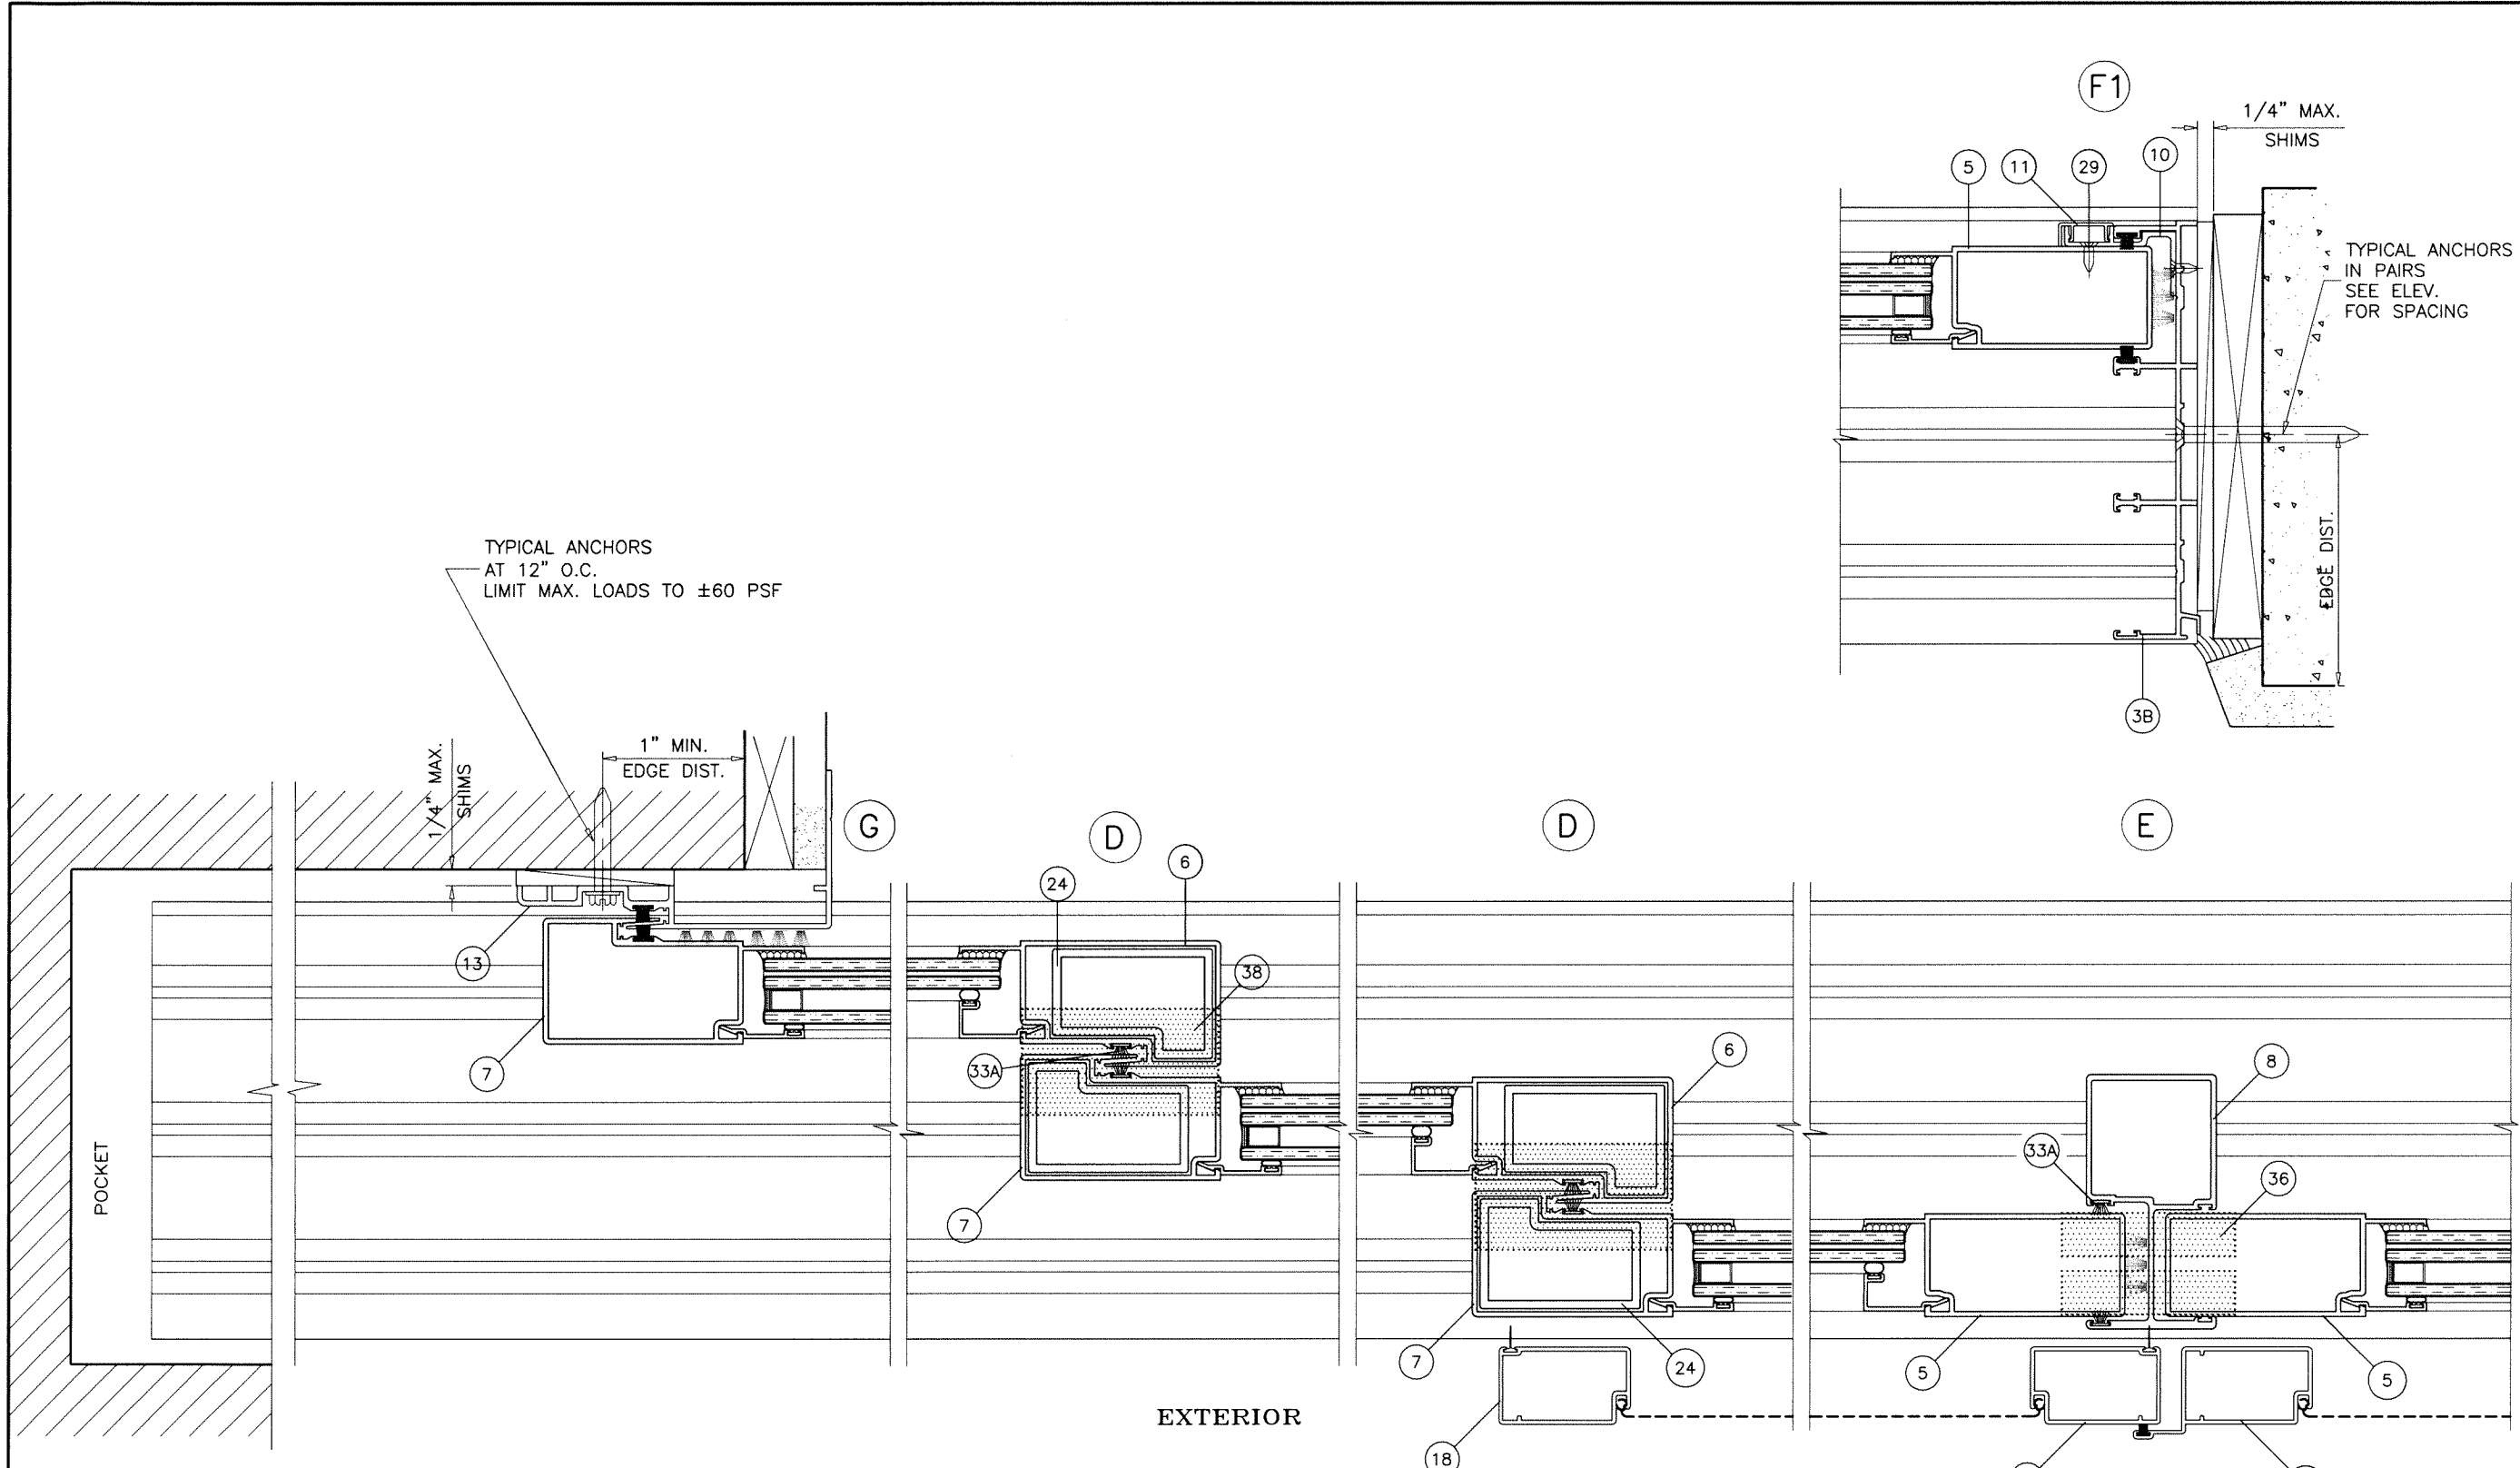 F1
1/4" MAX.
SHIMS
5
11
29
10
TYPICAL ANCHORS
IN PAIRS
SEE ELEV.
FOR SPACING
EDGE DIST.
3B
TYPICAL ANCHORS
AT 12" O.C.
LIMIT MAX. LOADS TO ±60 PSF
1/4" MAX.
SHIMS
1" MIN.
EDGE DIST.
G
D
D
E
24
6
13
38
7
33A
7
6
8
33A
36
POCKET
7
24
5
5
EXTERIOR
18